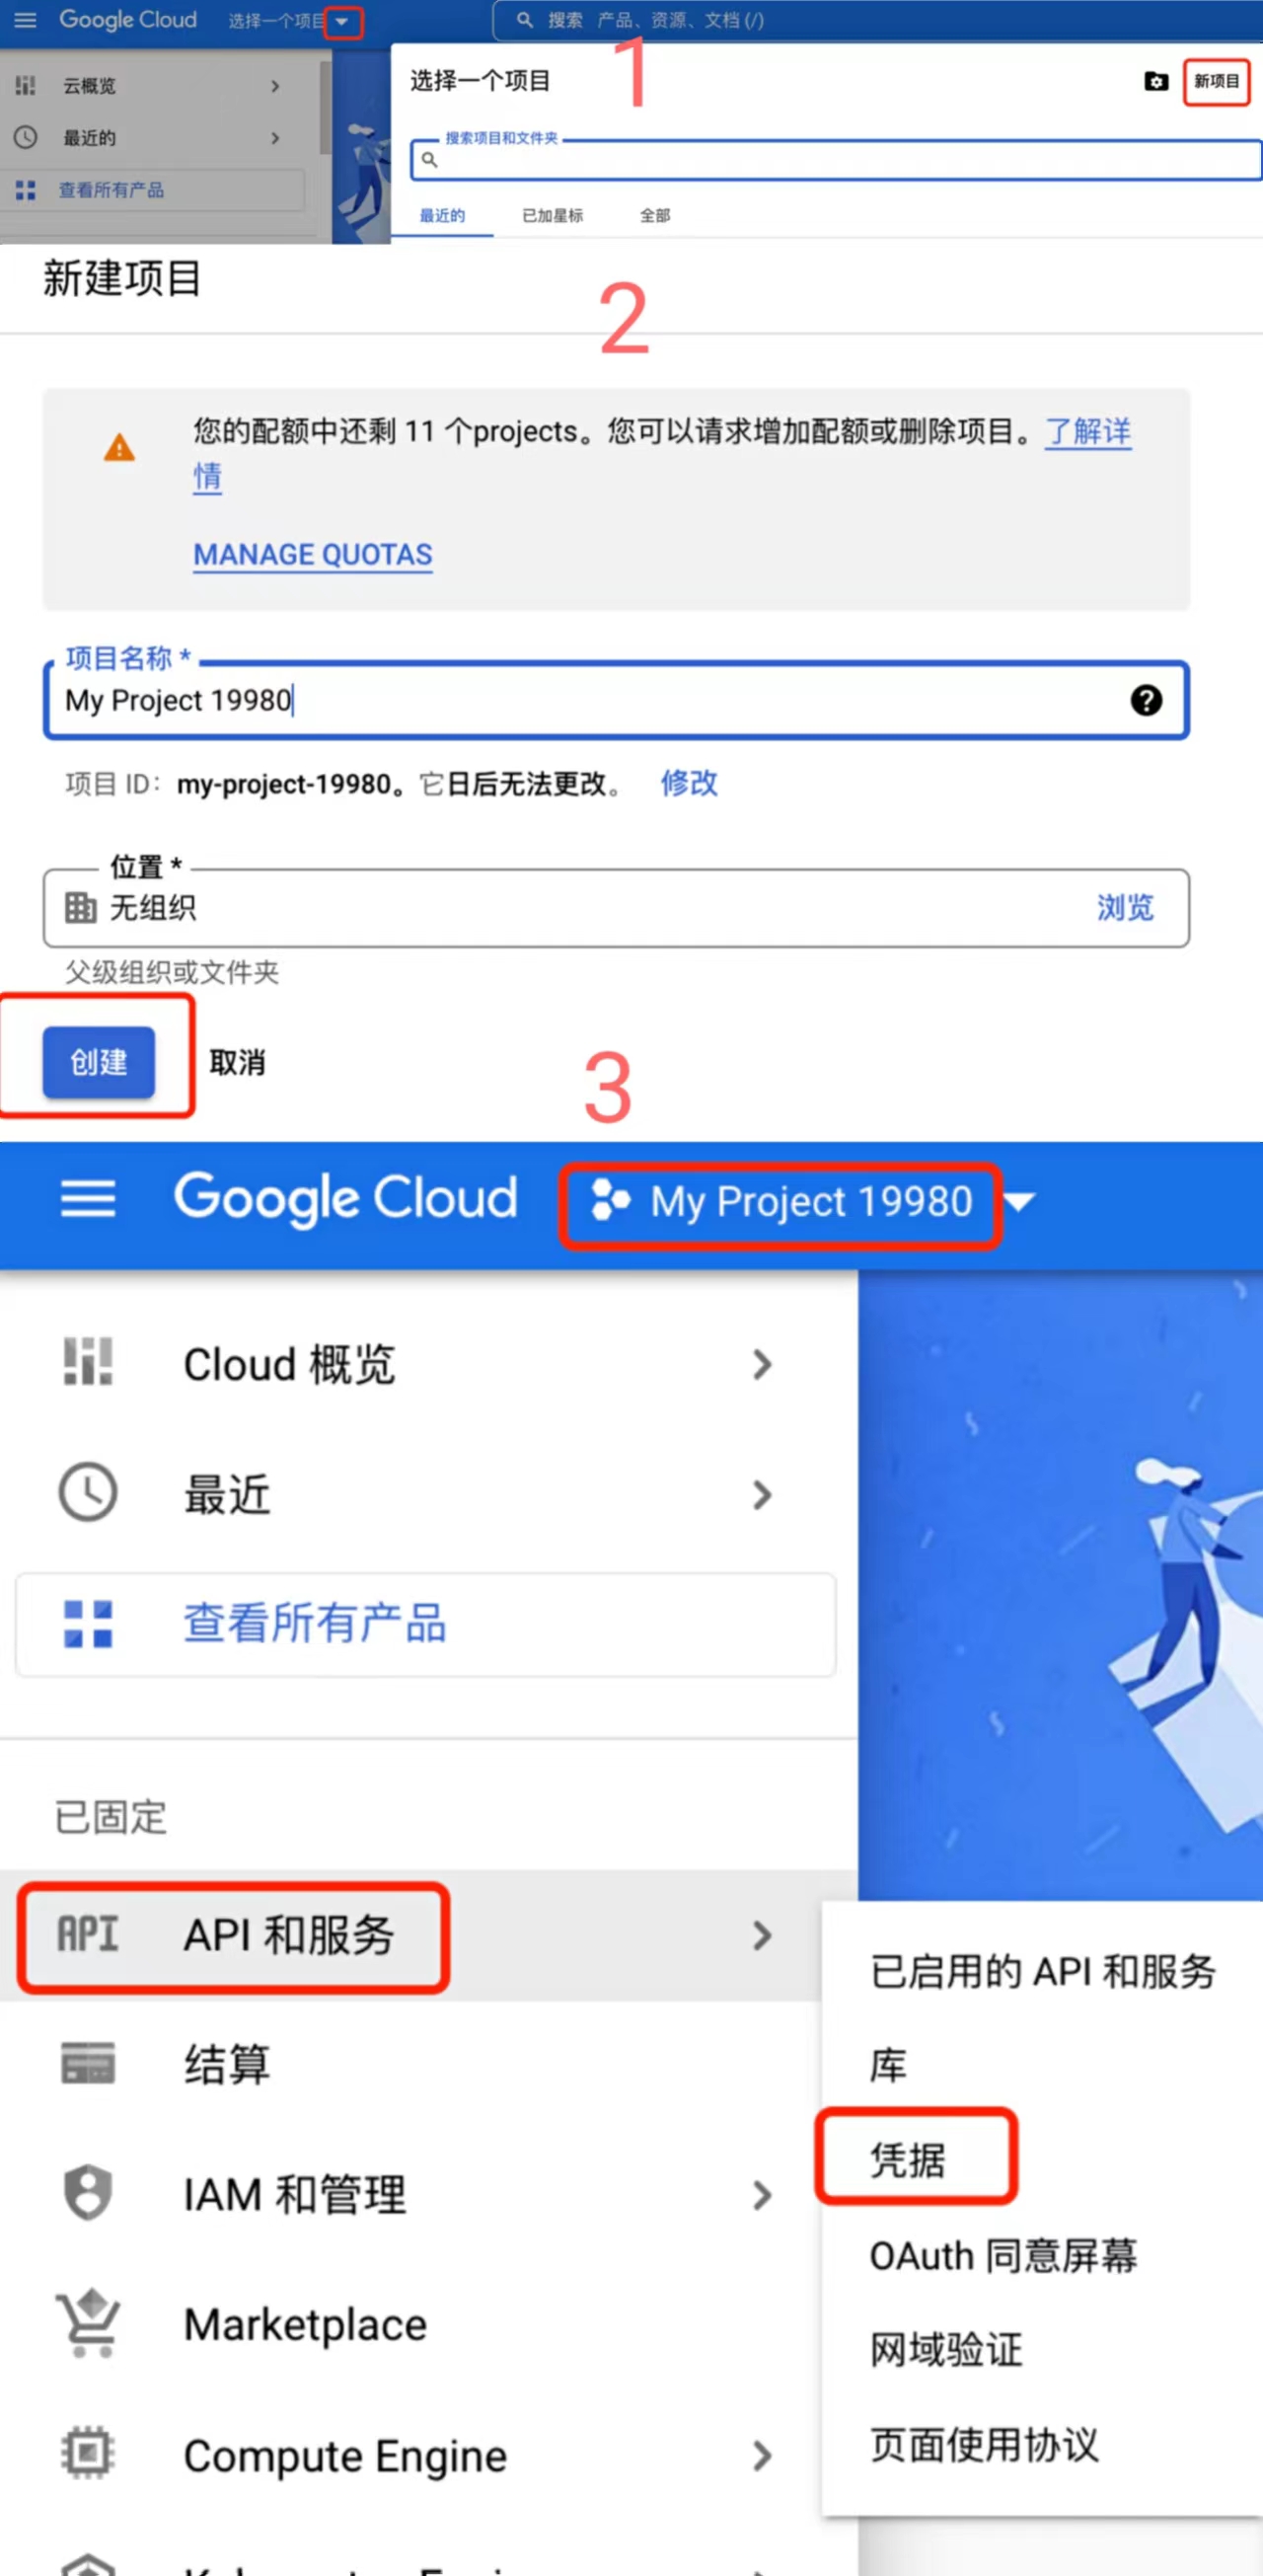 Google Cloud
选择一个项目
搜索 产品、资源、文档 (/)
云概览
最近的
查看所有产品
选择一个项目
1
新项目
搜索项目和文件夹
最近的
已加星标
全部
新建项目
2
您的配额中还剩 11 个projects。您可以请求增加配额或删除项目。了解详
情
MANAGE QUOTAS
项目名称 *
My Project 19980
项目 ID: my-project-19980。它日后无法更改。 修改
位置 *
无组织
浏览
父级组织或文件夹
创建
取消
3
Google Cloud
My Project 19980
Cloud 概览
最近
查看所有产品
已固定
API API 和服务
结算
IAM 和管理
Marketplace
Compute Engine
已启用的 API 和服务
库
凭据
OAuth 同意屏幕
网域验证
页面使用协议